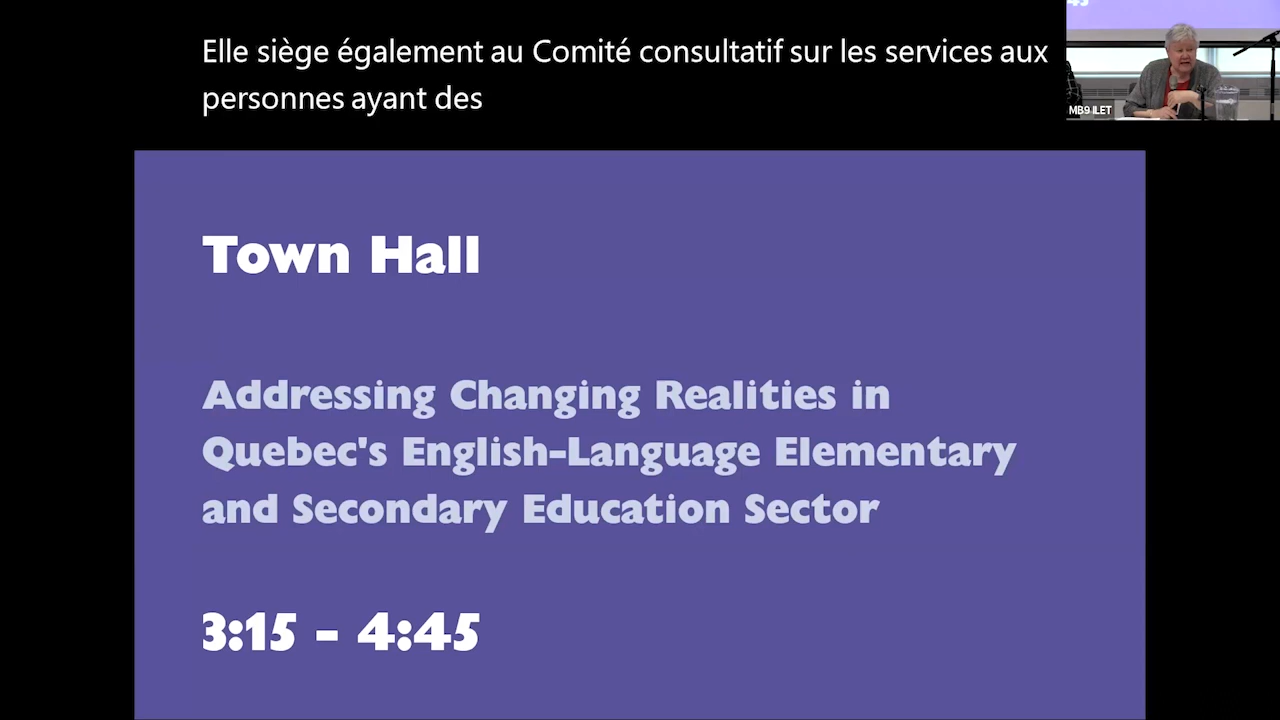 Elle siège également au Comité consultatif sur les services aux
personnes ayant des
MB9 ILET
Town Hall
Addressing Changing Realities in
Quebec's English-Language Elementary
and Secondary Education Sector
3:15 - 4:45